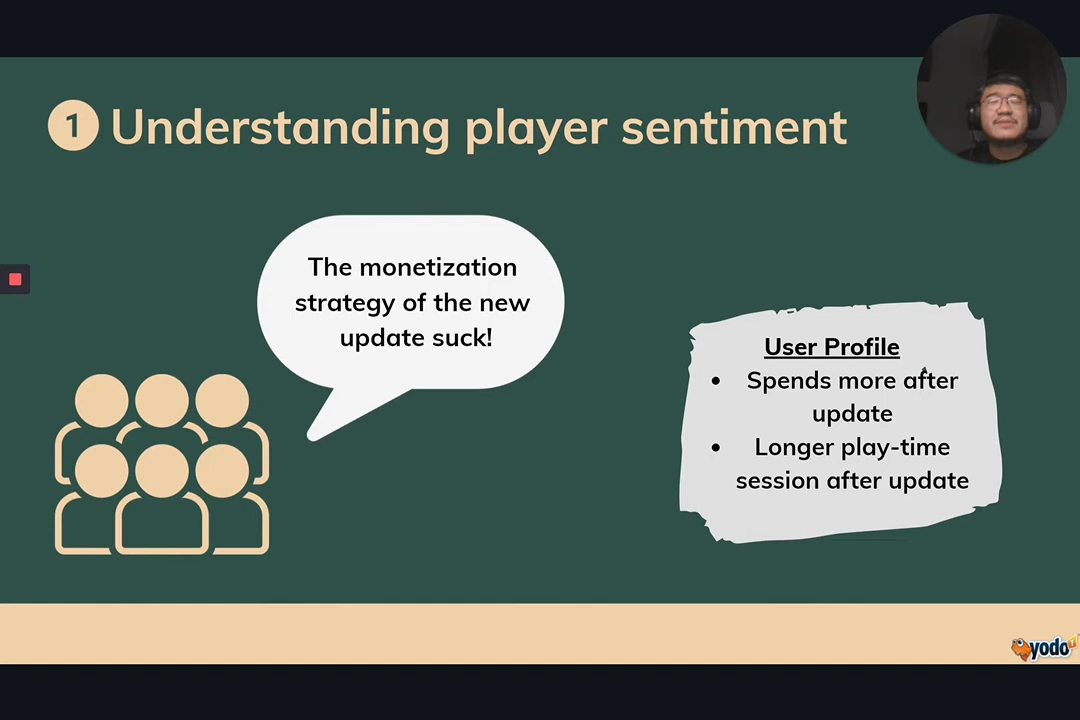 1 Understanding player sentiment
The monetization
strategy of the new
update suck!
User Profile
• Spends more after
update
• Longer play-time
session after update
yodo1